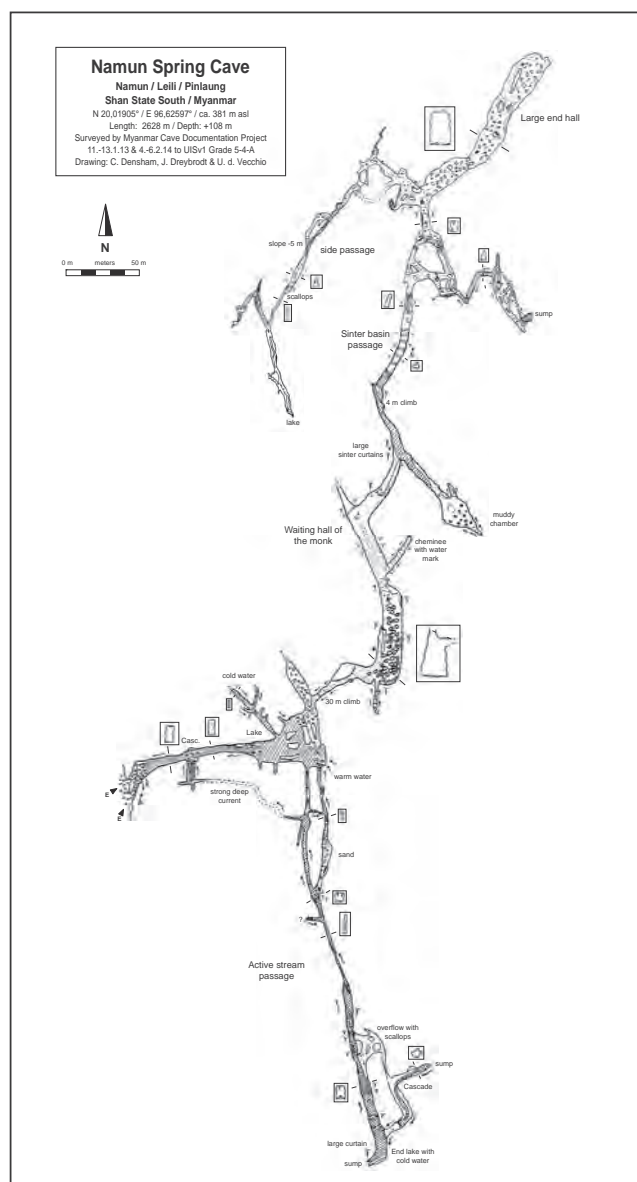 Namun Spring Cave
Namun / Leili / Pinlaung
Shan State South / Myanmar
N 20,01905° / E 96,62597° / ca. 381 m asl
Length: 2628 m / Depth: +108 m
Surveyed by Myanmar Cave Documentation Project
11.-13.1.13 & 4.-6.2.14 to UISv1 Grade 5-4-A
Drawing: C. Densham, J. Dreybrodt & U. d. Vecchio
N
0 m
meters
50 m
Large end hall
slope -5 m
side passage
scallops
sump
Sinter basin
passage
4 m climb
lake
large
sinter curtains
muddy
chamber
Waiting hall of
the monk
cheminee
with water
mark
cold water
30 m climb
Lake
Casc.
warm water
E
E
strong deep
current
sand
?
Active stream
passage
overflow with
scallops
sump
Cascade
large curtain
End lake with
cold water
sump